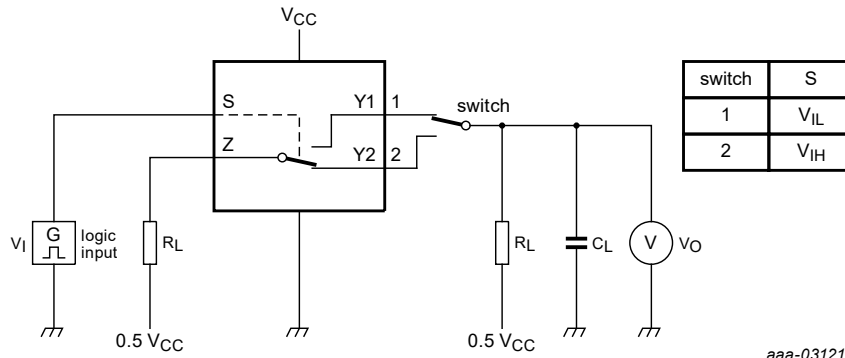 VCC
switch S
1 VIL
2 VIH
S Y1 1 switch
Z Y2 2
VI G logic input
RL
RL
CL
V VO
0.5 VCC
0.5 VCC
aaa-03121